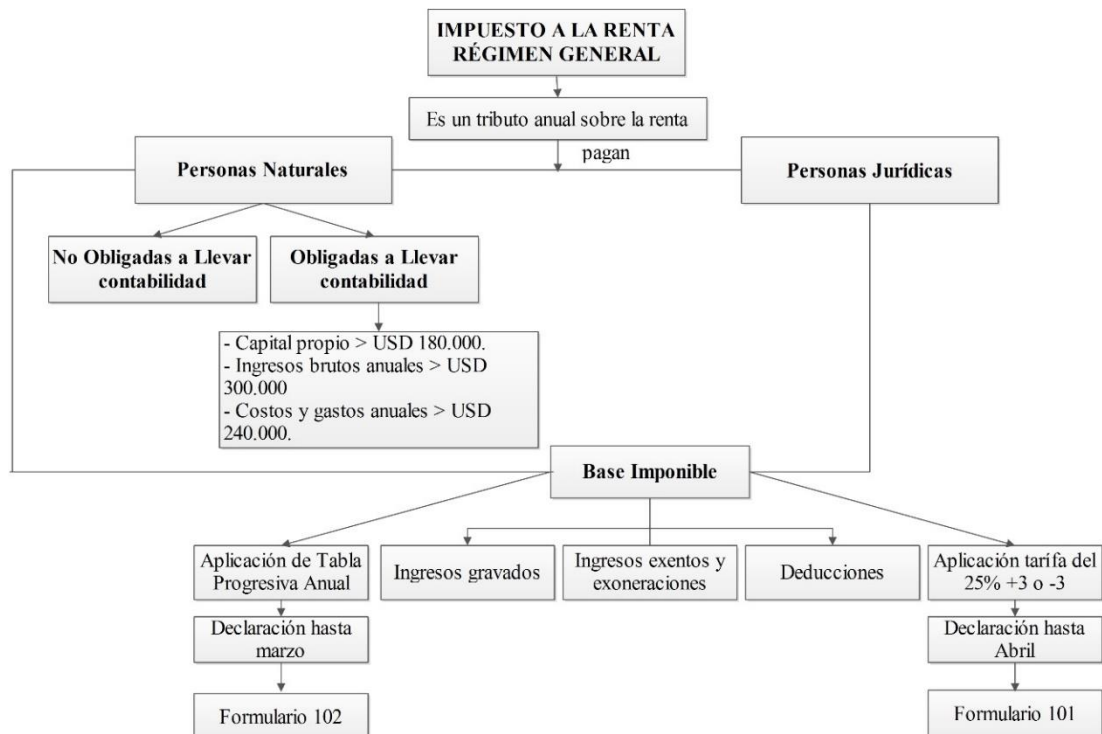 IMPUESTO A LA RENTA
RÉGIMEN GENERAL
Es un tributo anual sobre la renta
pagan
Personas Naturales
Personas Jurídicas
No Obligadas a Llevar
contabilidad
Obligadas a Llevar
contabilidad
- Capital propio > USD 180.000.
- Ingresos brutos anuales > USD
300.000
- Costos y gastos anuales > USD
240.000.
Base Imponible
Aplicación de Tabla
Progresiva Anual
Ingresos gravados
Ingresos exentos y
exoneraciones
Deducciones
Aplicación tarifa del
25% +3 o -3
Declaración hasta
marzo
Declaración hasta
Abril
Formulario 102
Formulario 101